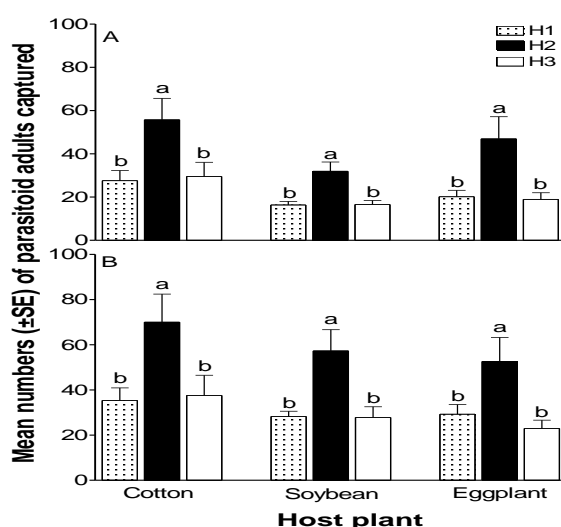 Mean numbers (±SE) of parasitoid adults captured
A
H1
H2
H3
100
80
60
40
20
0
b a b
b a b
b a b
B
100
80
60
40
20
0
b a b
b a b
b a b
Cotton Soybean Eggplant
Host plant